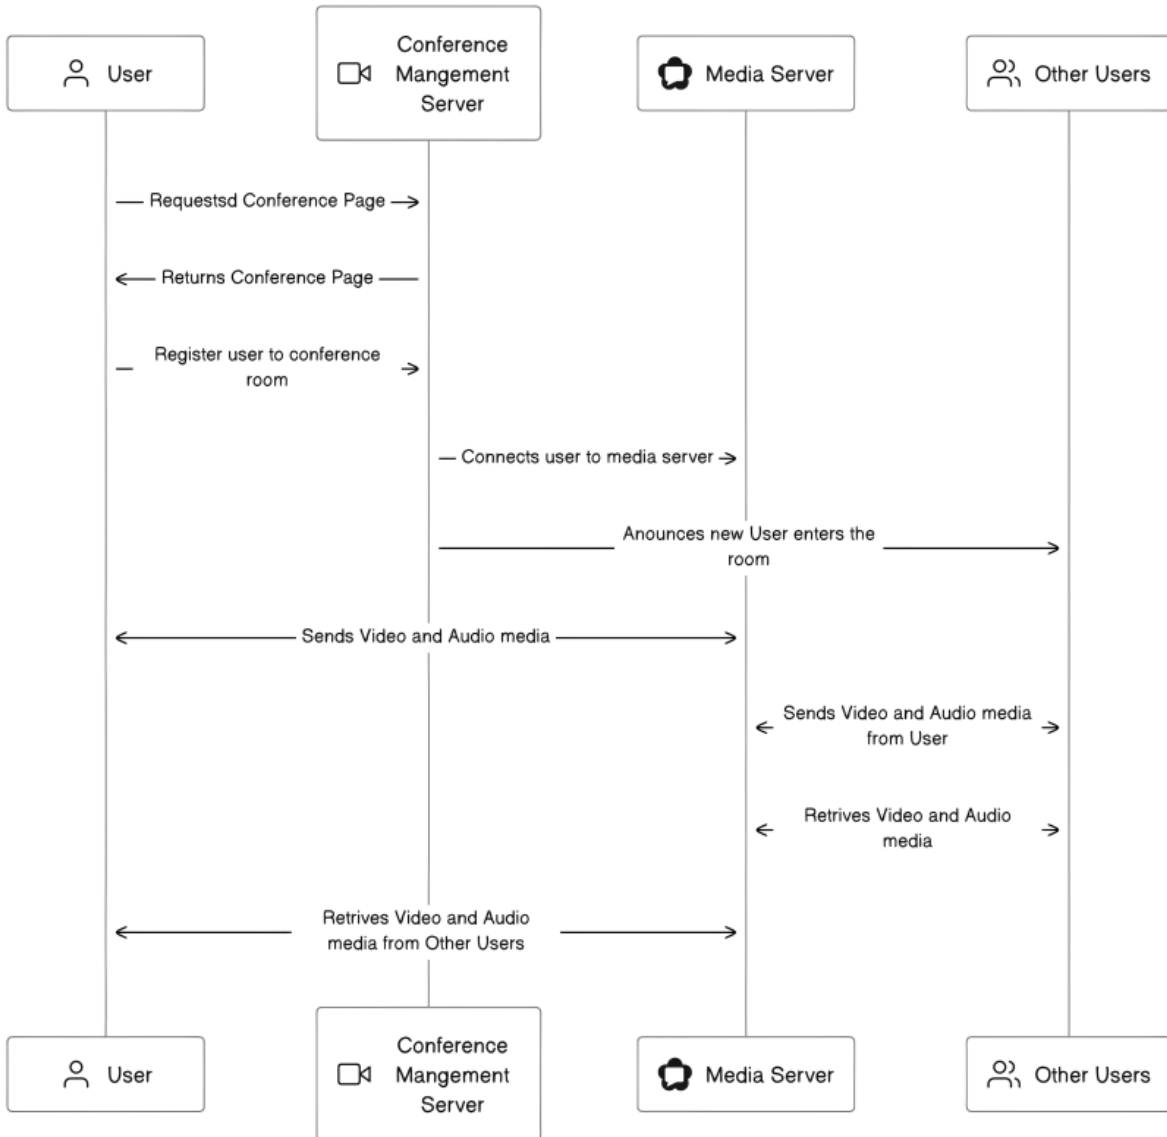 User
Conference
Mangement
Server
Media Server
Other Users
Requestsd Conference Page
Returns Conference Page
Register user to conference
room
Connects user to media server
Anounces new User enters the
room
Sends Video and Audio media
Sends Video and Audio media
from User
Retrives Video and Audio
media
Retrives Video and Audio
media from Other Users
User
Conference
Mangement
Server
Media Server
Other Users